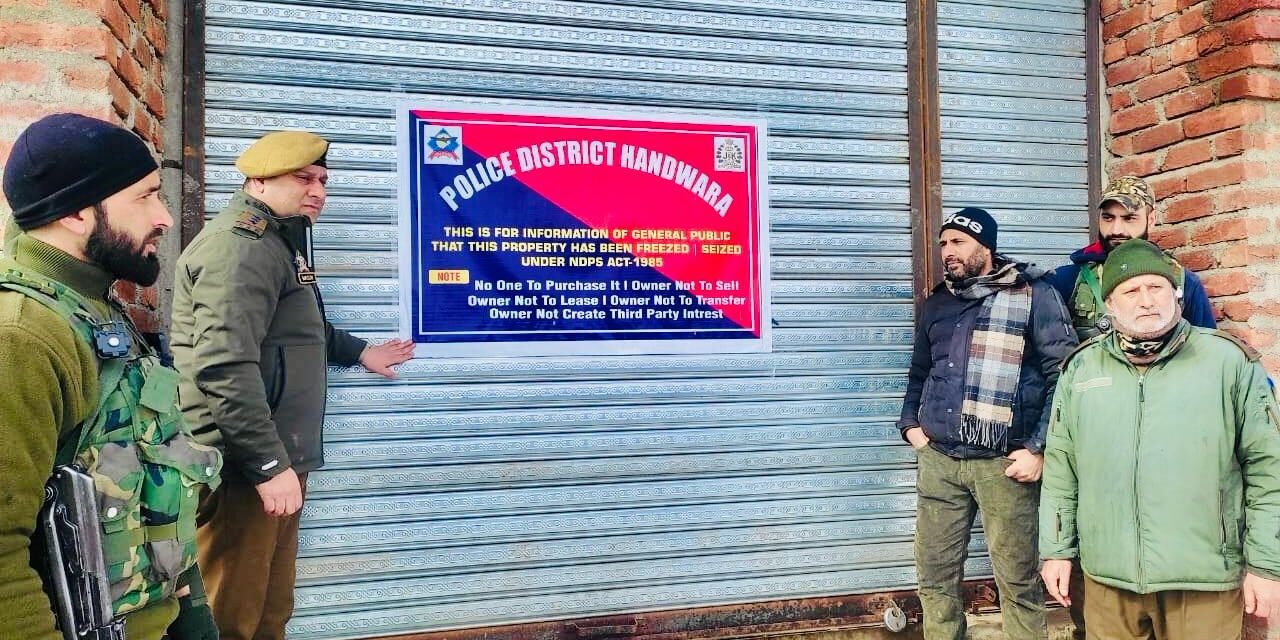 POLICE DISTRICT HANDWARA
J&K
THIS IS FOR INFORMATION OF GENERAL PUBLIC
THAT THIS PROPERTY HAS BEEN FREEZED | SEIZED
UNDER NDPS ACT-1985
NOTE
No One To Purchase It | Owner Not To Sell
Owner Not To Lease | Owner Not To Transfer
Owner Not Create Third Party Intrest
adidas